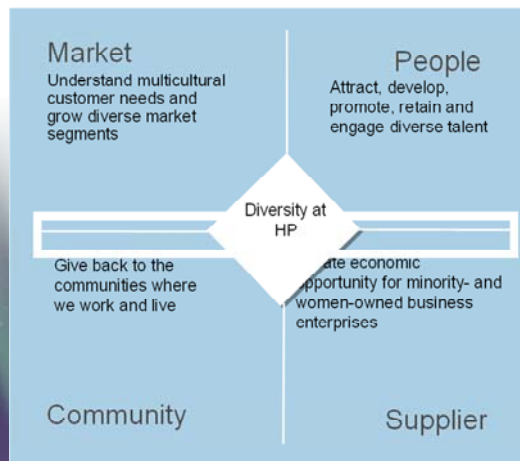 Market
Understand multicultural
customer needs and
grow diverse market
segments
People
Attract, develop,
promote, retain and
engage diverse talent
Diversity at
HP
Give back to the
communities where
we work and live
Community
economic
opportunity for minority- and
women-owned business
enterprises
Supplier